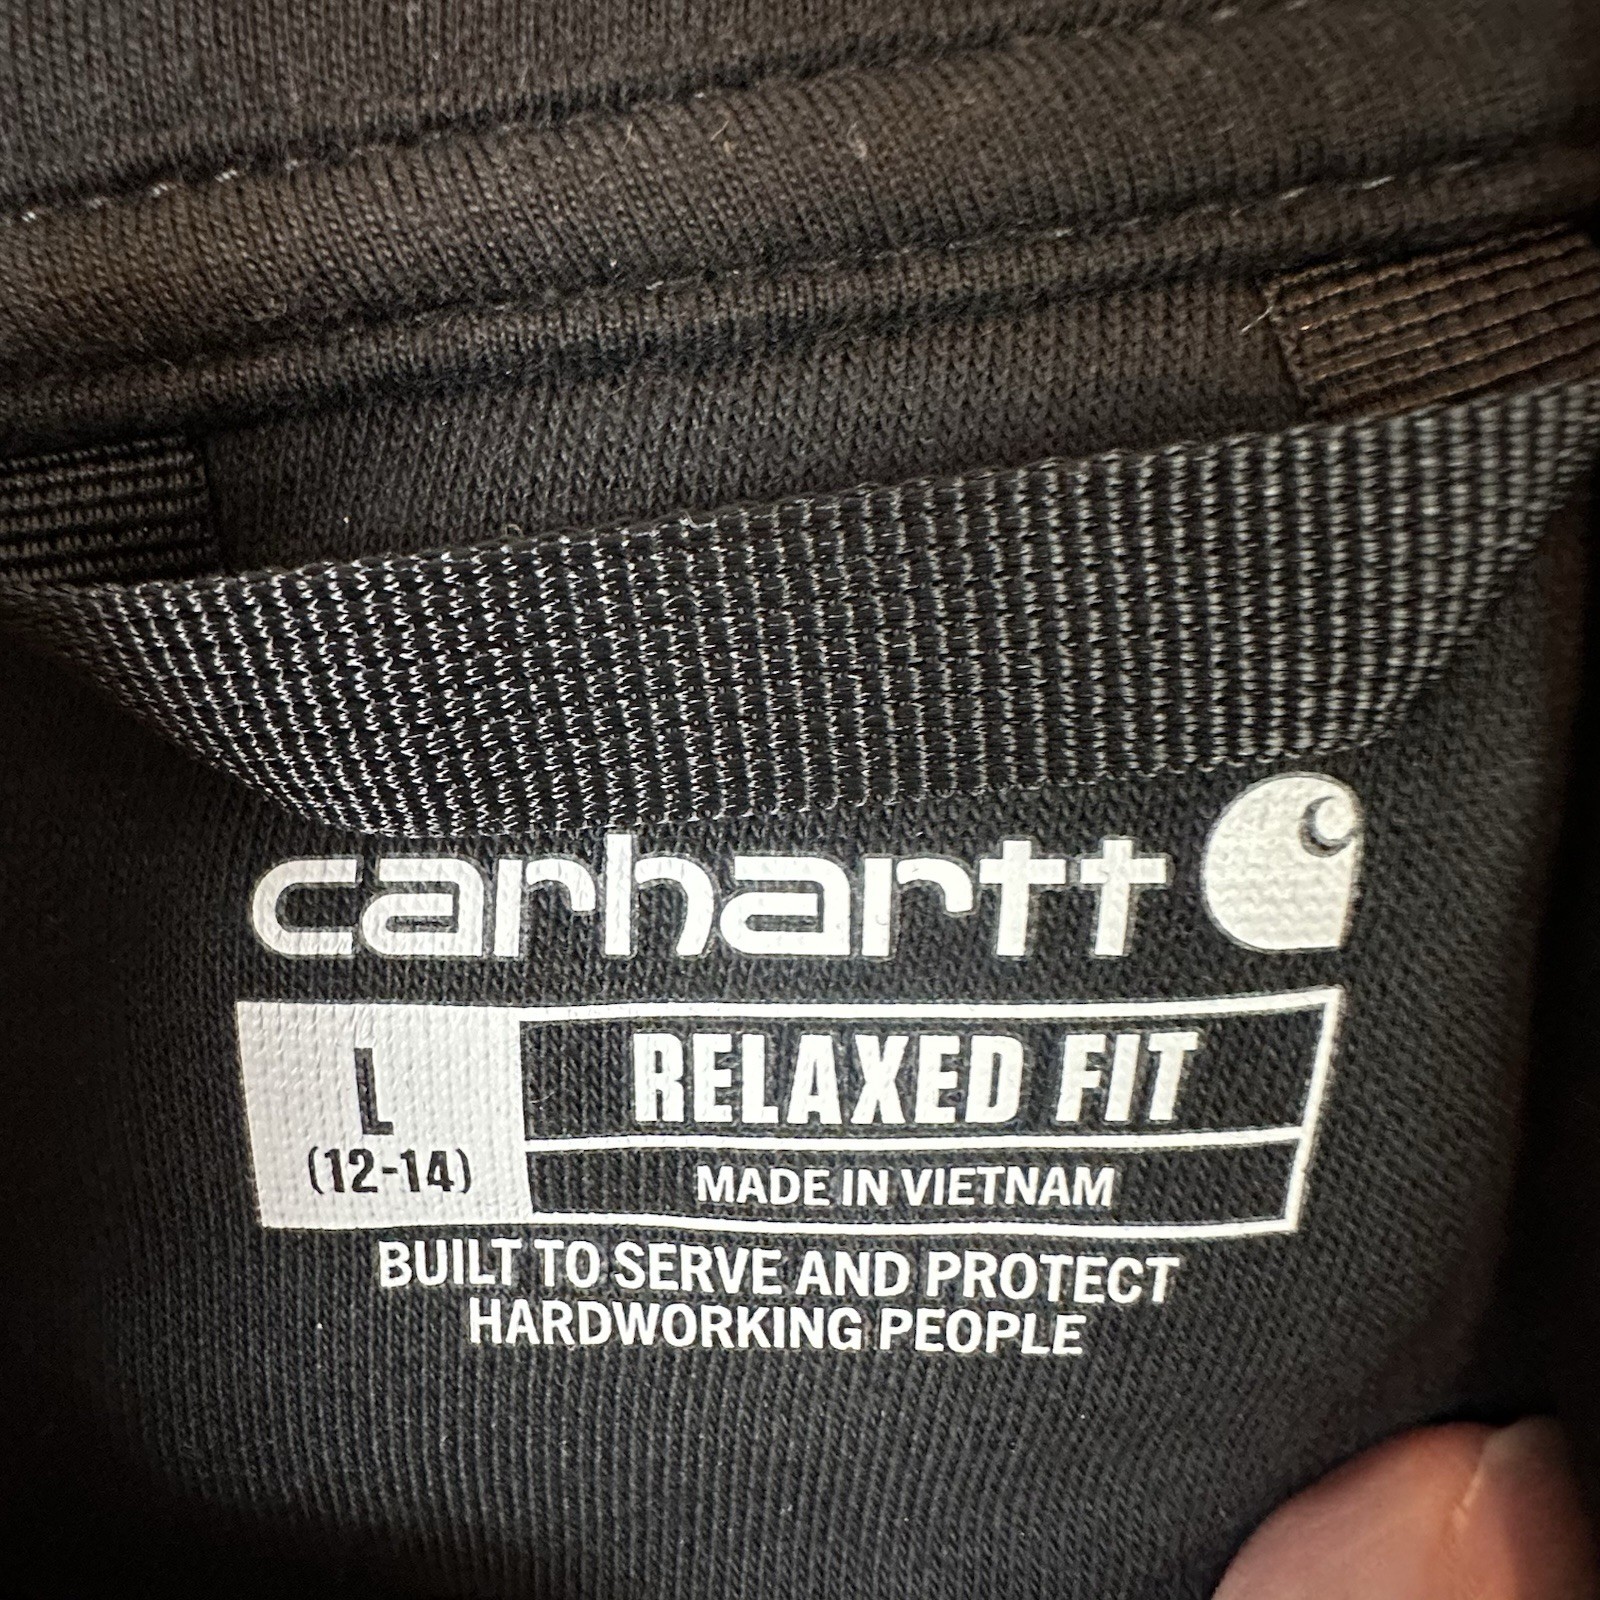 carhartt
L
(12-14)
RELAXED FIT
MADE IN VIETNAM
BUILT TO SERVE AND PROTECT
HARDWORKING PEOPLE